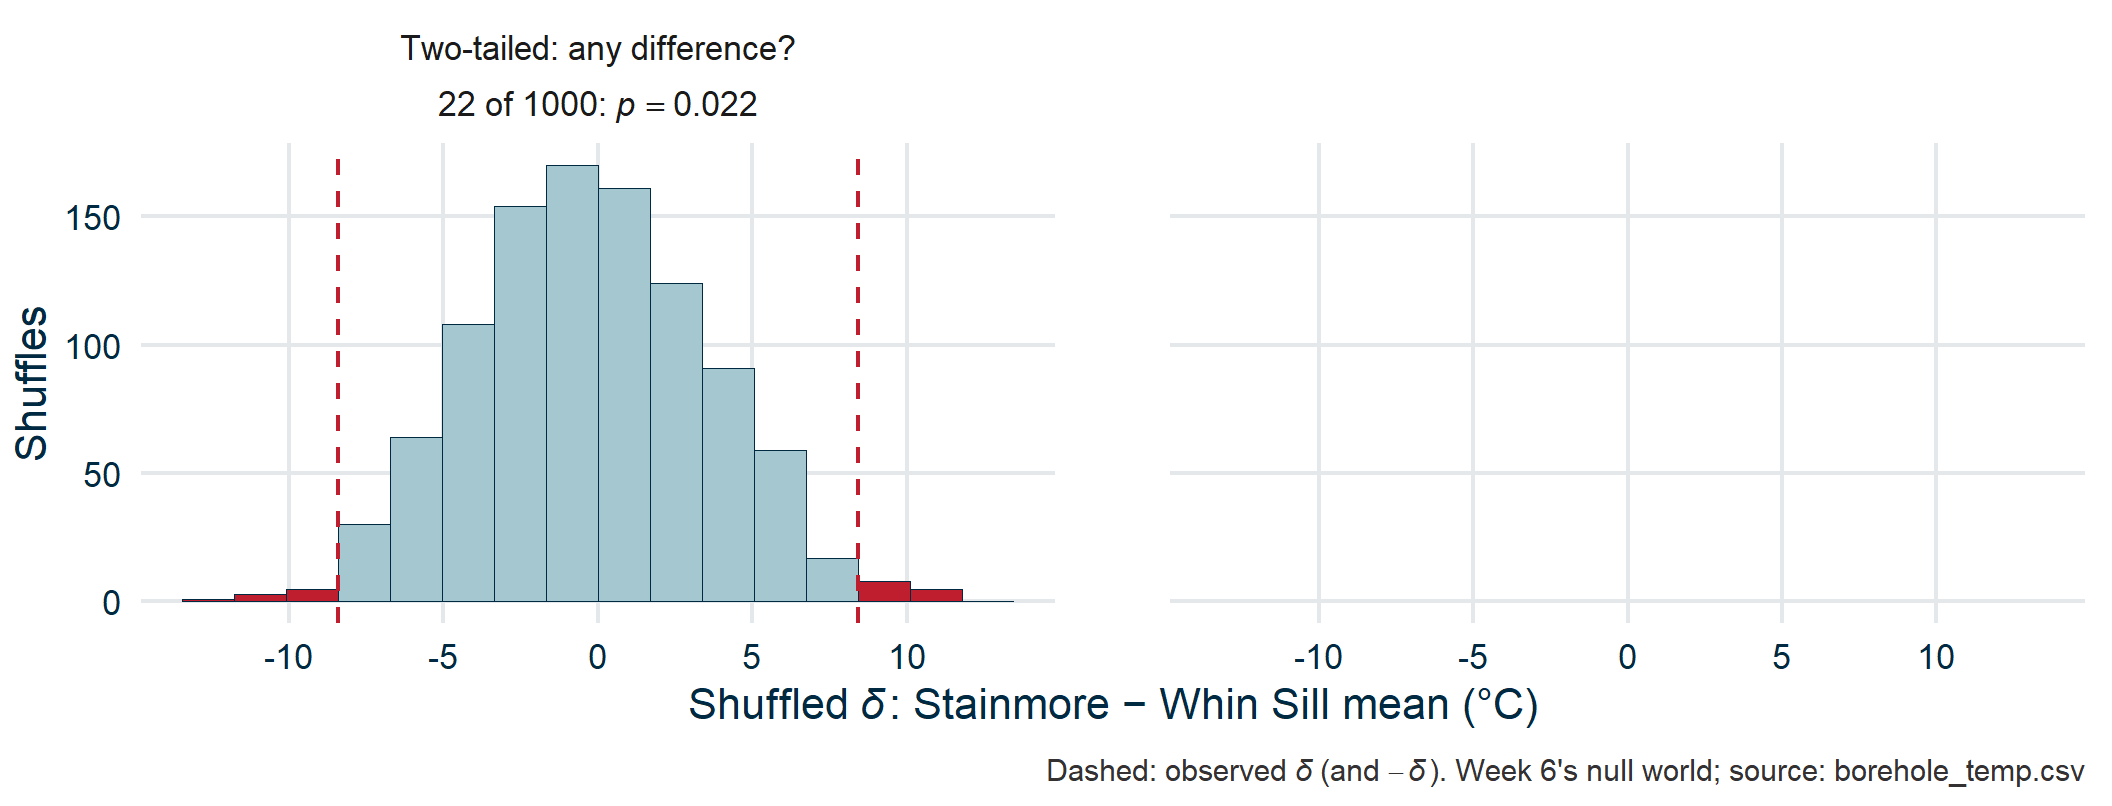 Two-tailed: any difference?
22 of 1000: p = 0.022
Shuffles
150
100
50
0
-10 -5 0 5 10
-10 -5 0 5 10
Shuffled δ: Stainmore − Whin Sill mean (°C)
Dashed: observed δ (and −δ). Week 6's null world; source: borehole_temp.csv